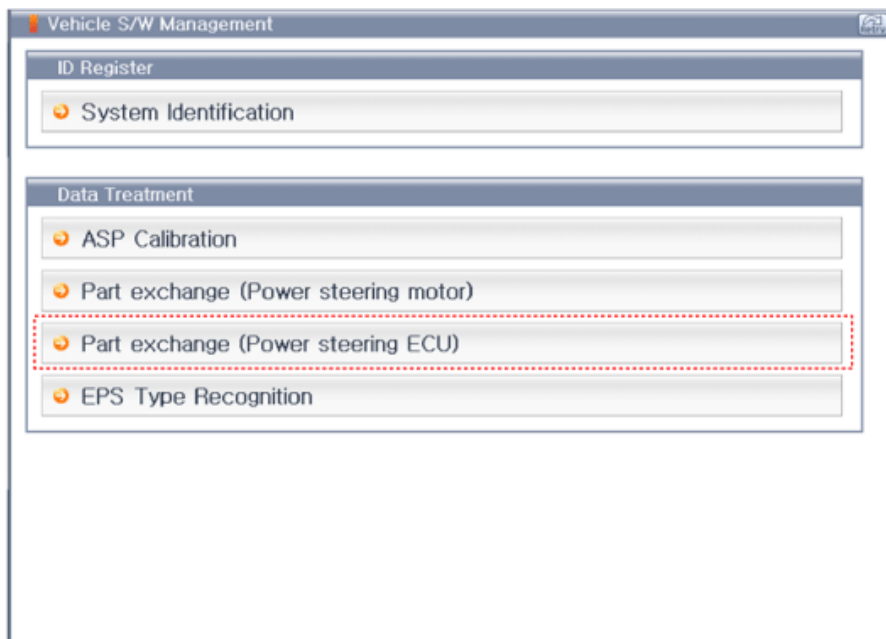 Vehicle S/W Management
ID Register
System Identification
Data Treatment
ASP Calibration
Part exchange (Power steering motor)
Part exchange (Power steering ECU)
EPS Type Recognition